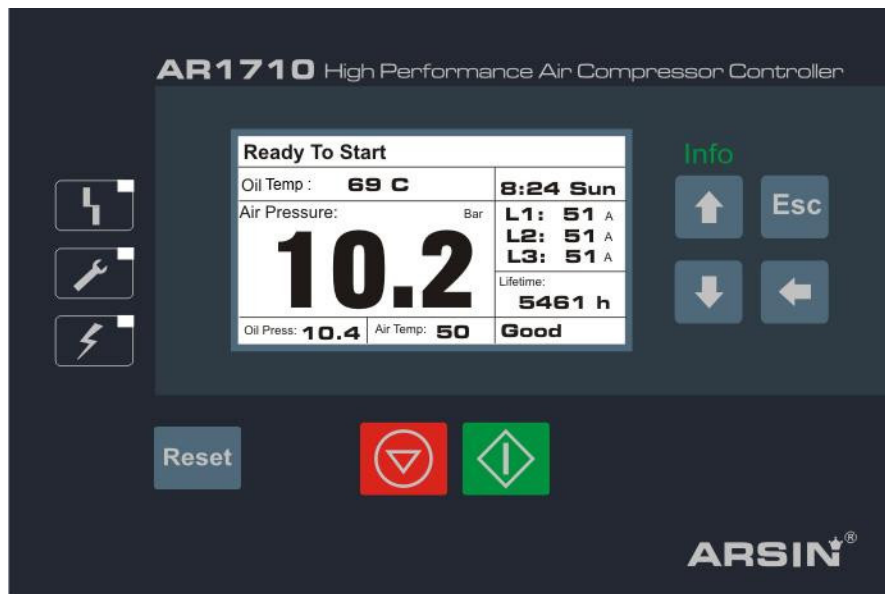 AR1710 High Performance Air Compressor Controller
Ready To Start
Info
Oil Temp : 69 C
8:24 Sun
Esc
Air Pressure: Bar
10.2
L1: 51 A
L2: 51 A
L3: 51 A
Lifetime:
5461 h
Oil Press: 10.4
Air Temp: 50
Good
Reset
ARSIN®